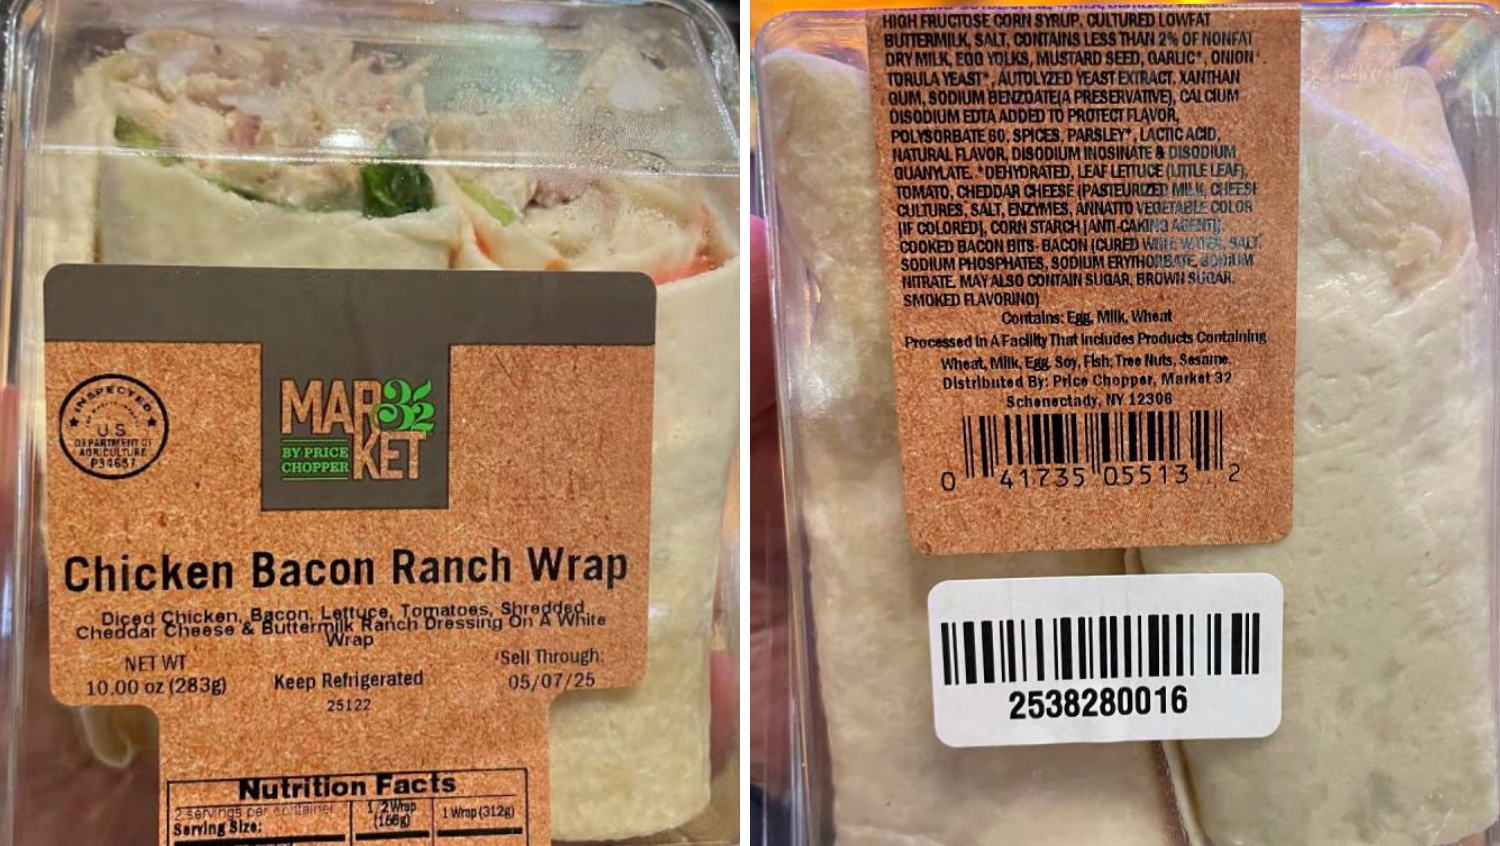 INSPECTED
U.S.
DEPARTMENT OF
AGRICULTURE
P34657
MARKET
32
BY PRICE
CHOPPER
Chicken Bacon Ranch Wrap
Diced Chicken, Bacon, Lettuce, Tomatoes, Shredded
Cheddar Cheese & Buttermilk Ranch Dressing On A White
Wrap
NET WT
10.00 oz (283g)
Keep Refrigerated
25122
Sell Through:
05/07/25
Nutrition Facts
2 servings per container
Serving Size:
1/2 Wrap
(156g)
1 Wrap (312g)
HIGH FRUCTOSE CORN SYRUP, CULTURED LOWFAT
BUTTERMILK, SALT, CONTAINS LESS THAN 2% OF NONFAT
DRY MILK, EGG YOLKS, MUSTARD SEED, GARLIC*, ONION*,
TORULA YEAST*, AUTOLYZED YEAST EXTRACT, XANTHAN
GUM, SODIUM BENZOATE(A PRESERVATIVE), CALCIUM
DISODIUM EDTA ADDED TO PROTECT FLAVOR,
POLYSORBATE 60, SPICES, PARSLEY*, LACTIC ACID,
NATURAL FLAVOR, DISODIUM INOSINATE & DISODIUM
GUANYLATE. *DEHYDRATED, LEAF LETTUCE (LITTLE LEAF),
TOMATO, CHEDDAR CHEESE (PASTEURIZED MILK, CHEESE
CULTURES, SALT, ENZYMES, ANNATTO VEGETABLE COLOR
[IF COLORED], CORN STARCH [ANTI-CAKING AGENT]),
COOKED BACON BITS- BACON (CURED WITH WATER, SALT,
SODIUM PHOSPHATES, SODIUM ERYTHORBATE, SODIUM
NITRATE. MAY ALSO CONTAIN SUGAR, BROWN SUGAR,
SMOKED FLAVORING)
Contains: Egg, Milk, Wheat
Processed In A Facility That Includes Products Containing
Wheat, Milk, Egg, Soy, Fish, Tree Nuts, Sesame.
Distributed By: Price Chopper, Market 32
Schenectady, NY 12306
0 41735 05513 2
2538280016